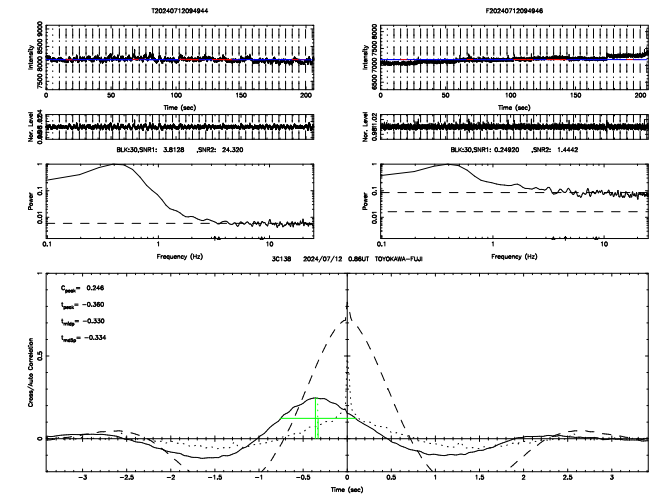 T20240712094944
F20240712094946
Intensity
7500 8000 8500 9000
0 50 100 150 200
Time (sec)
Intensity
6500 7000 7500 8000
0 50 100 150 200
Time (sec)
Nor. Level
Nor. Level
BLK:30,SNR1: 3.8128 ,SNR2: 24.320
BLK:30,SNR1: 0.24920 ,SNR2: 1.4442
Power
1
0.1
0.01
0.1 1 10
Frequency (Hz)
Power
1
0.1
0.01
0.1 1 10
Frequency (Hz)
3C138 2024/07/12 0.86UT TOYOKAWA-FUJI
Cpeak= 0.246
tpeak= -0.360
tmidp= -0.330
tmd3p= -0.334
Cross/Auto Correlation
1
0.5
0
-3 -2.5 -2 -1.5 -1 -0.5 0 0.5 1 1.5 2 2.5 3
Time (sec)